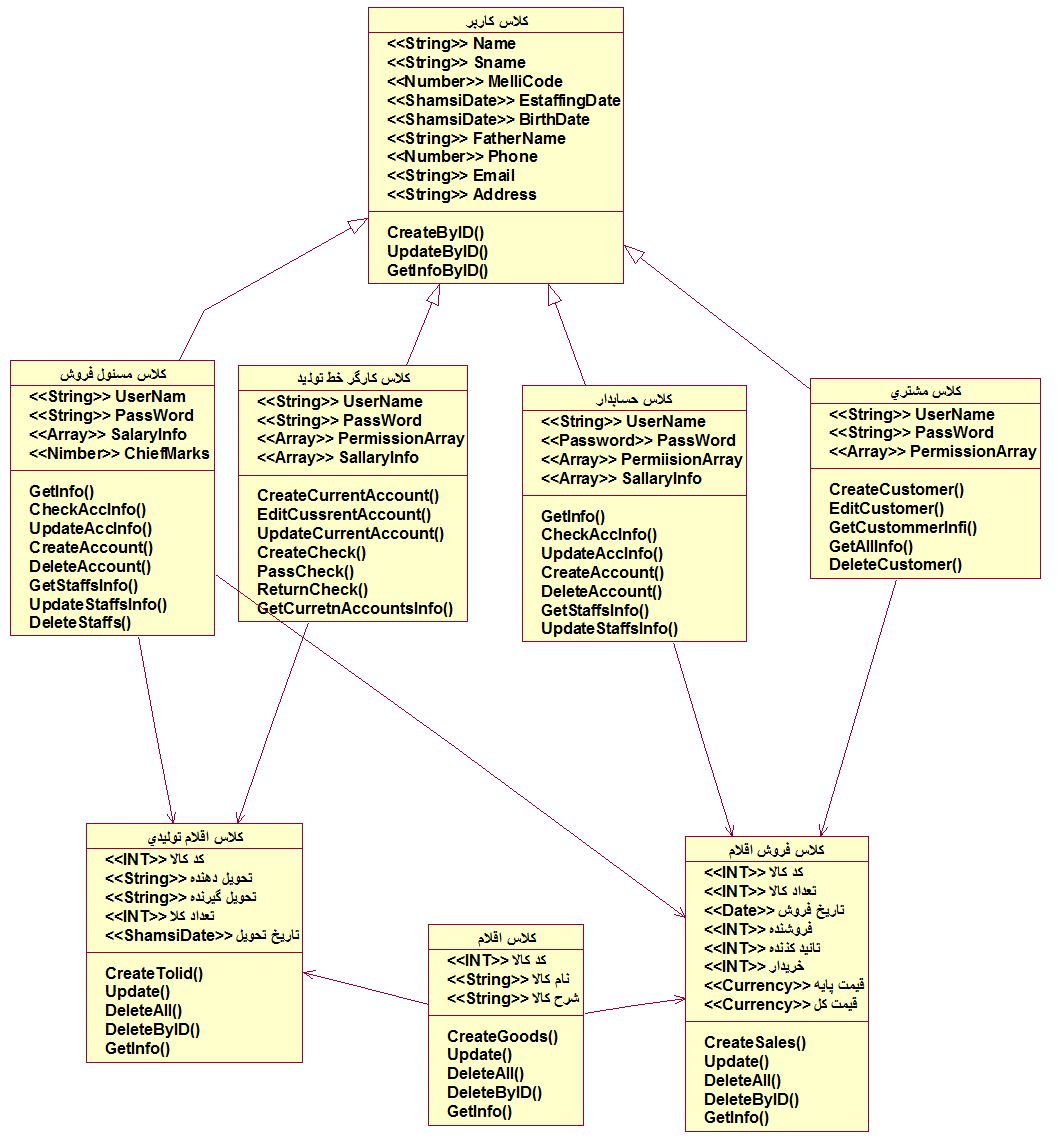 کلاس کاربر
<<String>> Name
<<String>> Sname
<<Number>> MelliCode
<<ShamsiDate>> EstaffingDate
<<ShamsiDate>> BirthDate
<<String>> FatherName
<<Number>> Phone
<<String>> Email
<<String>> Address
CreateByID()
UpdateByID()
GetInfoByID()
کلاس مسئول فروش
<<String>> UserNam
<<String>> PassWord
<<Array>> SalaryInfo
<<Nimber>> ChiefMarks
GetInfo()
CheckAccInfo()
UpdateAccInfo()
CreateAccount()
DeleteAccount()
GetStaffsInfo()
UpdateStaffsInfo()
DeleteStaffs()
کلاس کارگر خط تولید
<<String>> UserName
<<String>> PassWord
<<Array>> PermissionArray
<<Array>> SallaryInfo
CreateCurrentAccount()
EditCussrentAccount()
UpdateCurrentAccount()
CreateCheck()
PassCheck()
ReturnCheck()
GetCurretnAccountsInfo()
کلاس حسابدار
<<String>> UserName
<<Password>> PassWord
<<Array>> PermiisionArray
<<Array>> SallaryInfo
GetInfo()
CheckAccInfo()
UpdateAccInfo()
CreateAccount()
DeleteAccount()
GetStaffsInfo()
UpdateStaffsInfo()
کلاس مشتري
<<String>> UserName
<<String>> PassWord
<<Array>> PermissionArray
CreateCustomer()
EditCustomer()
GetCustommerInfi()
GetAllInfo()
DeleteCustomer()
کلاس اقلام تولیدي
<<INT>> کد کالا
<<String>> تحویل دهنده
<<String>> تحویل گیرنده
<<INT>> تعداد کلا
<<ShamsiDate>> تاریخ تحویل
CreateTolid()
Update()
DeleteAll()
DeleteByID()
GetInfo()
کلاس اقلام
<<INT>> کد کالا
<<String>> نام کالا
<<String>> شرح کالا
CreateGoods()
Update()
DeleteAll()
DeleteByID()
GetInfo()
کلاس فروش اقلام
<<INT>> کد کالا
<<INT>> تعداد کالا
<<Date>> تاریخ فروش
<<INT>> فروشنده
<<INT>> تائید کننده
<<INT>> خریدار
<<Currency>> قیمت پایه
<<Currency>> قیمت کل
CreateSales()
Update()
DeleteAll()
DeleteByID()
GetInfo()